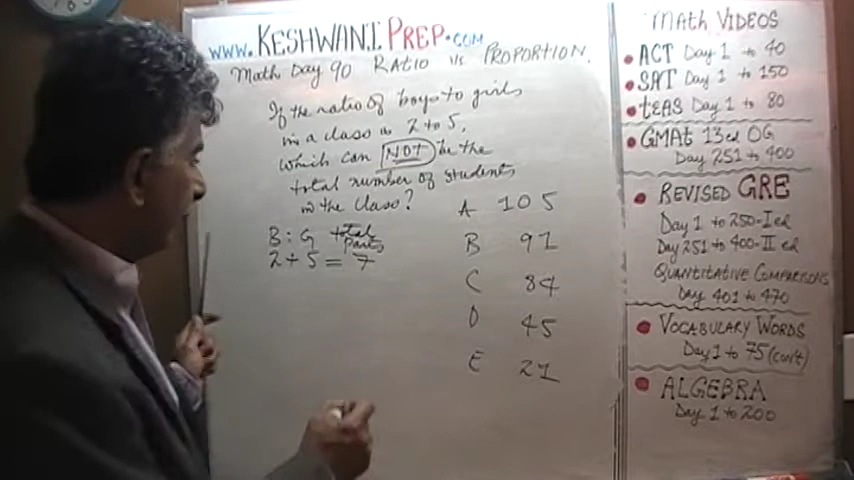 www.KESHWANI PREP.COM
Math Day 90 RATIO vs PROPORTION.
If the ratio of boys to girls
in a class is 2 to 5,
which can NOT be the
total number of students
in the class?
B : G total
parts
2 + 5 = 7
A 105
B 91
C 84
D 45
E 21
MATH VIDEOS
• ACT Day 1 to 40
• SAT Day 1 to 150
• tEAS Day 1 to 80
• GMAt 13ed OG
Day 251 to 400
• REVISED GRE
Day 1 to 250-I ed
Day 251 to 400-II ed
QUANTITATIVE COMPARISONS
Day 401 to 470
• VOCABULARY WORDS
Day 1 to 75 (con't)
• ALGEBRA
Day 1 to 200